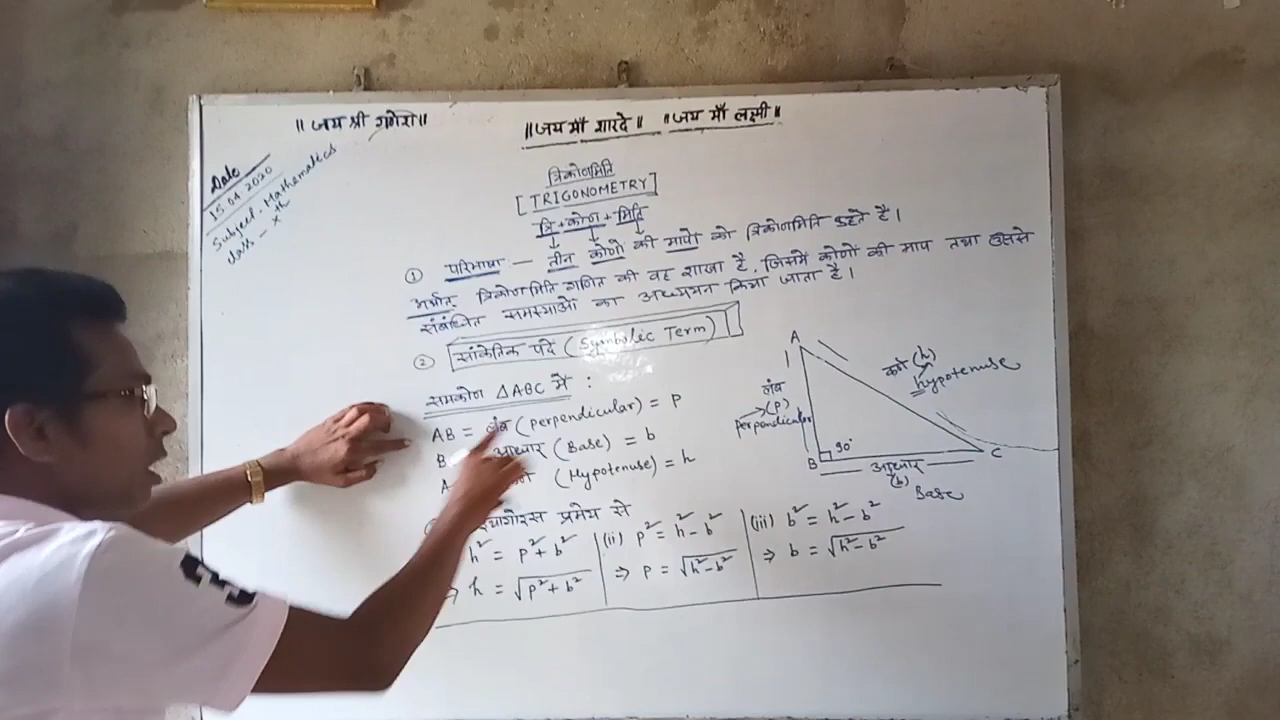 ॥ जय श्री गणेश॥
॥जय माँ शारदे॥ ॥जय माँ लक्ष्मी॥
Date
15.04.2020
Subject - Mathematics
class - xth
त्रिकोणमिति
[TRIGONOMETRY]
त्रि+कोण+मिति
① परिभाषा — तीन कोणों की मापों को त्रिकोणमिति कहते हैं।
अर्थात् त्रिकोणमिति गणित की वह शाखा है, जिसमें कोणों की माप तथा उससे
संबंधित समस्याओं का अध्ययन किया जाता है।
② सांकेतिक पद (Symbolic Term)
समकोण △ABC में :
AB = लंब (Perpendicular) = p
B आधार (Base) = b
A (Hypotenuse) = h
प्रमेय से
h² = p² + b²
⇒ h = √p² + b²
(ii) p² = h² - b²
⇒ p = √h² - b²
(iii) b² = h² - b²
⇒ b = √h² - b²
A
लंब
(p)
Perpendicular
कर्ण (h)
hypotenuse
90°
B
C
आधार
(b)
Base